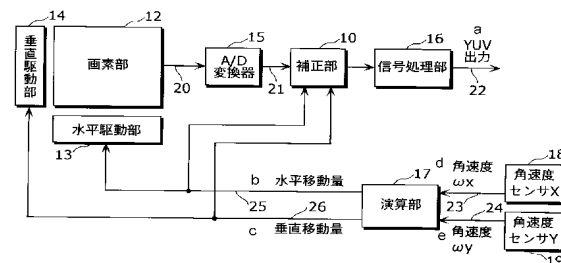 14
12
15
10
16
a
YUV
出力
垂直駆動部
画素部
A/D
変換器
補正部
信号処理部
20
21
21
22
水平駆動部
13
17
d 角速度
ωx
18
b 水平移動量
演算部
角速度
センサX
25
26
23
24
c 垂直移動量
e 角速度
ωy
角速度
センサY
19